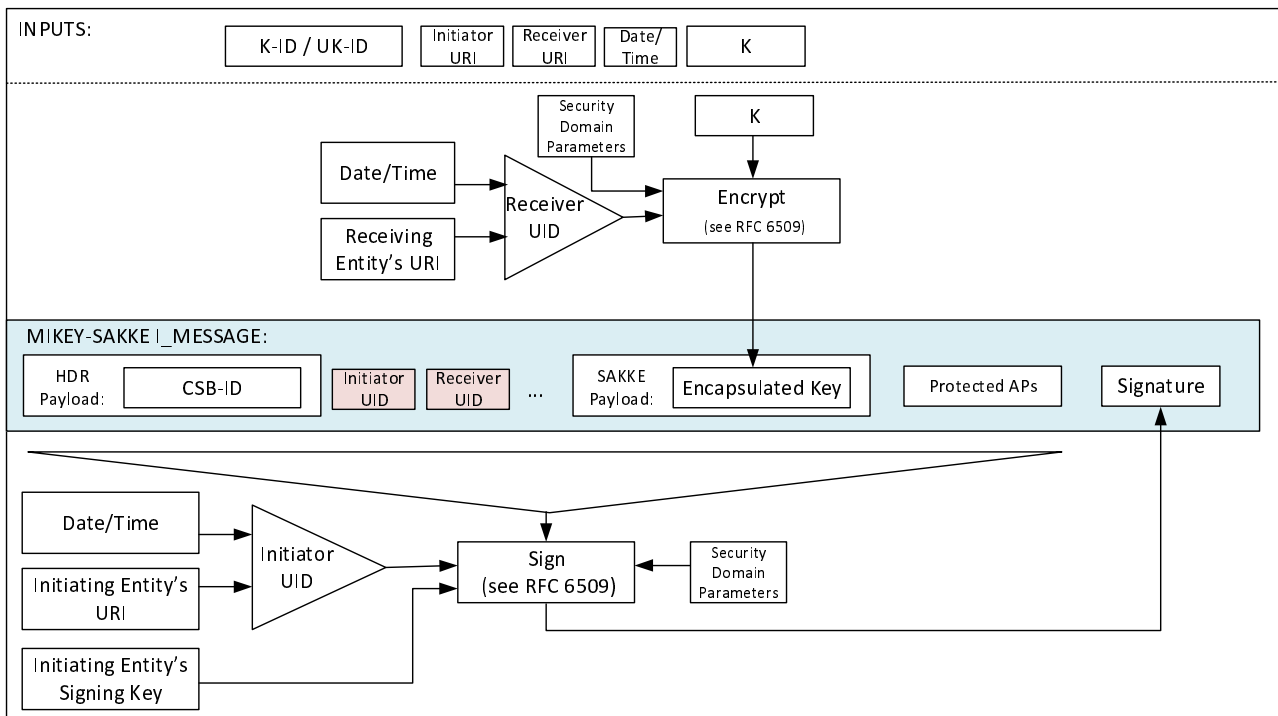 INPUTS:
K-ID / UK-ID
Initiator
URI
Receiver
URI
Date/
Time
K
Security
Domain
Parameters
K
Date/Time
Receiver
UID
Encrypt
(see RFC 6509)
Receiving
Entity’s URI
MIKEY-SAKKE I_MESSAGE:
HDR
Payload:
CSB-ID
Initiator
UID
Receiver
UID
...
SAKKE
Payload:
Encapsulated Key
Protected APs
Signature
Date/Time
Initiator
UID
Sign
(see RFC 6509)
Security
Domain
Parameters
Initiating Entity’s
URI
Initiating Entity’s
Signing Key